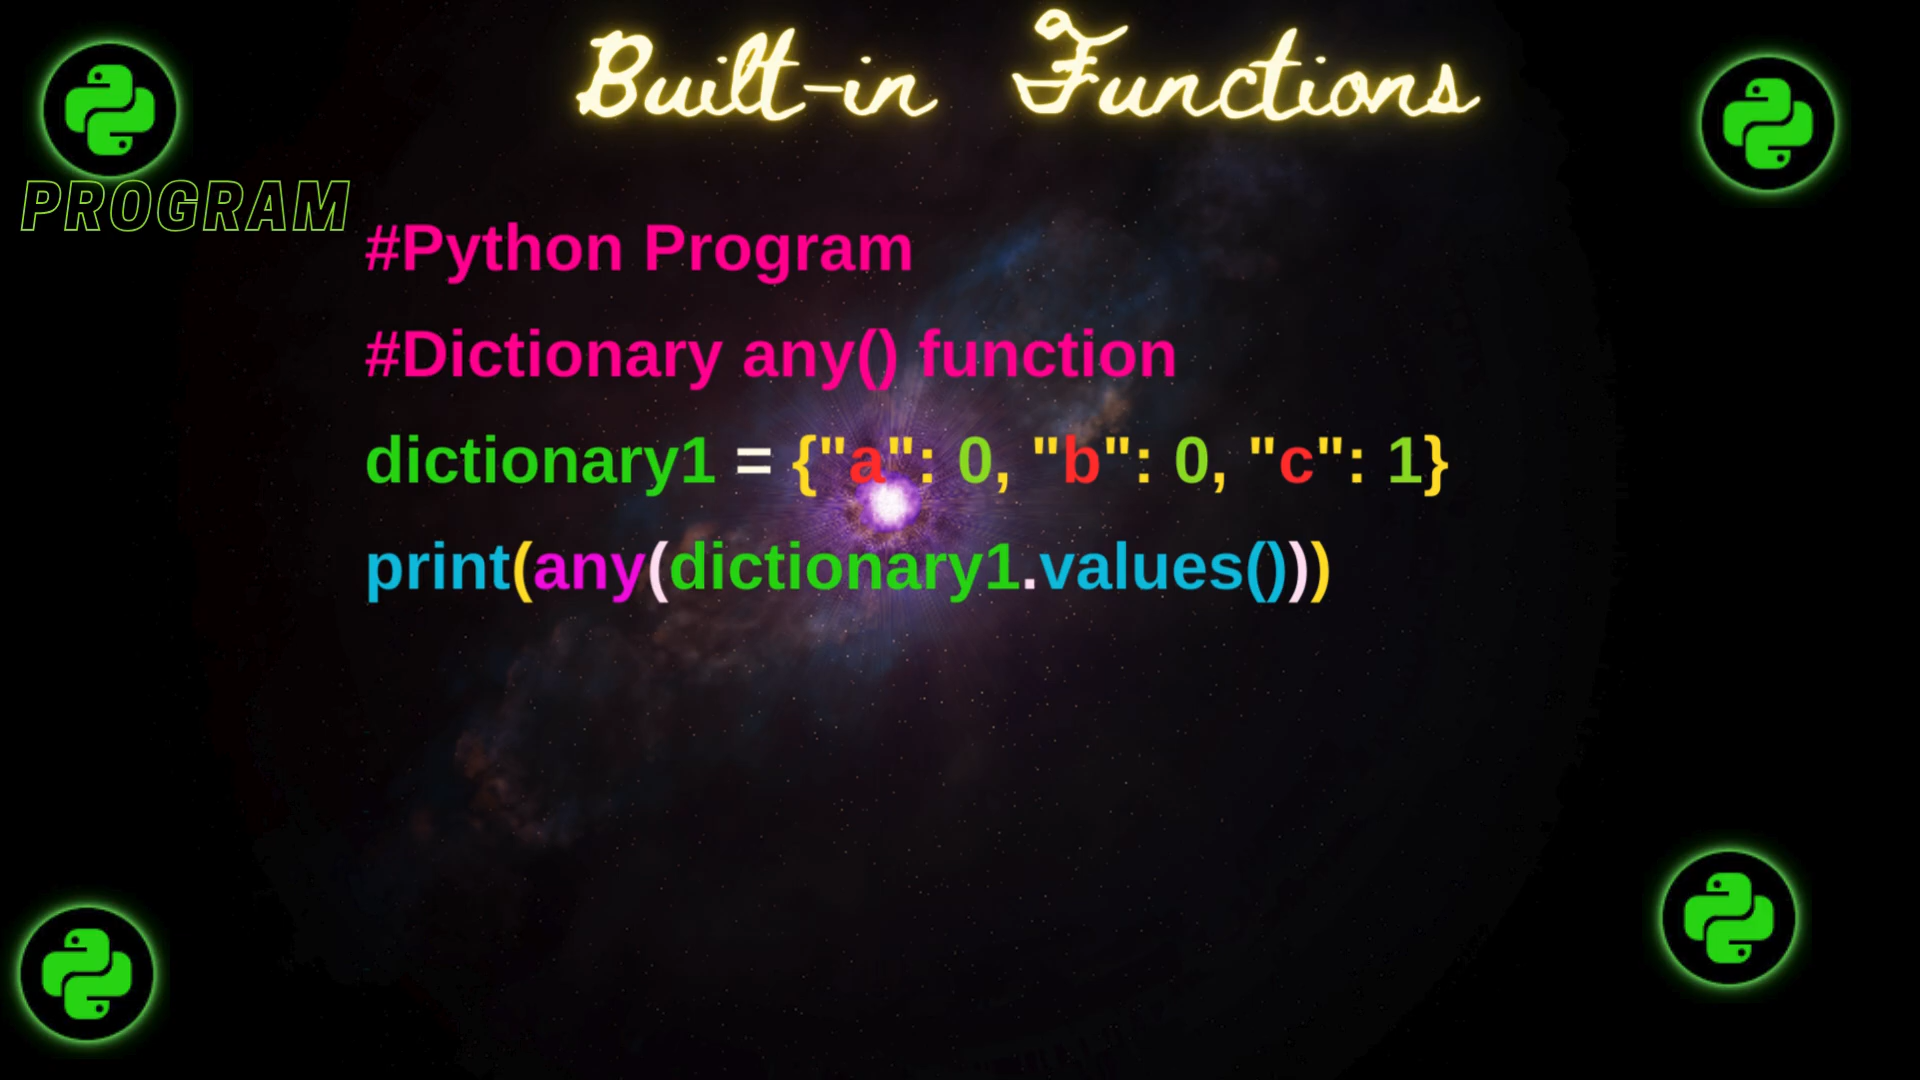 Built-in Functions
PROGRAM
#Python Program
#Dictionary any() function
dictionary1 = {"a": 0, "b": 0, "c": 1}
print(any(dictionary1.values()))